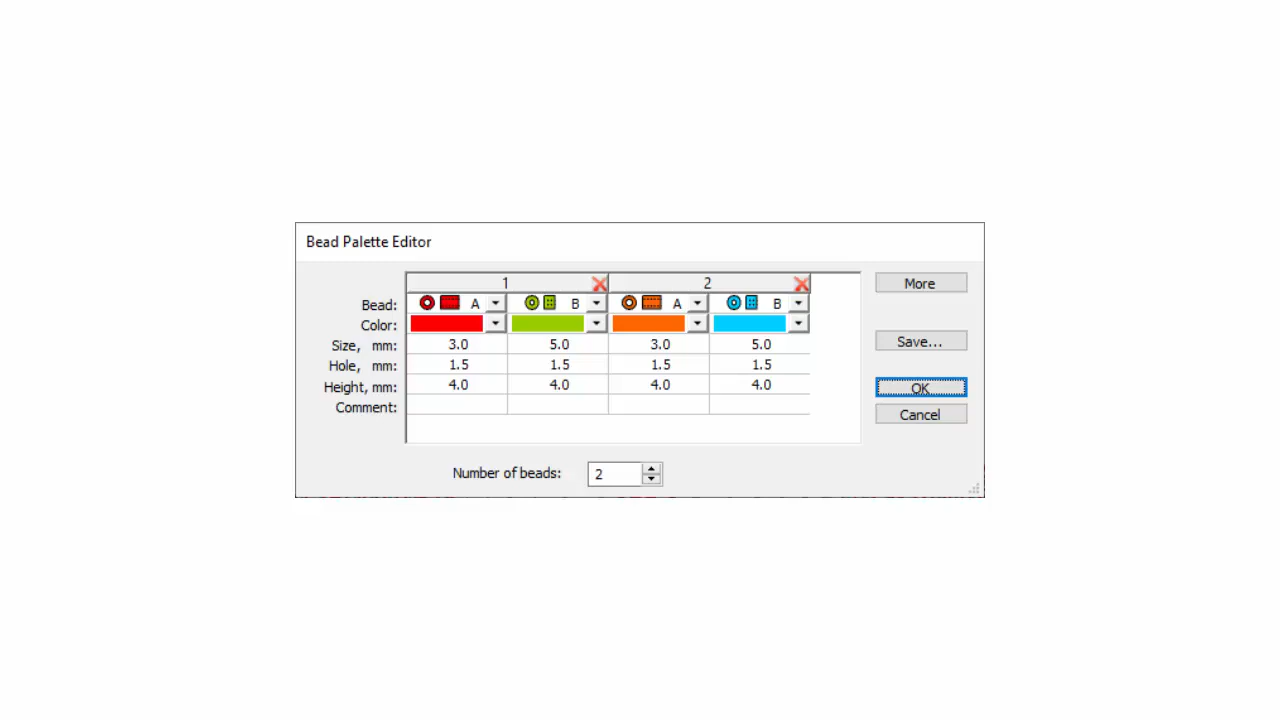 Bead Palette Editor
1 2 More
Bead: A B A B
Color:
Save...
Size, mm: 3.0 5.0 3.0 5.0
Hole, mm: 1.5 1.5 1.5 1.5
Height, mm: 4.0 4.0 4.0 4.0
OK
Comment:
Cancel
Number of beads: 2